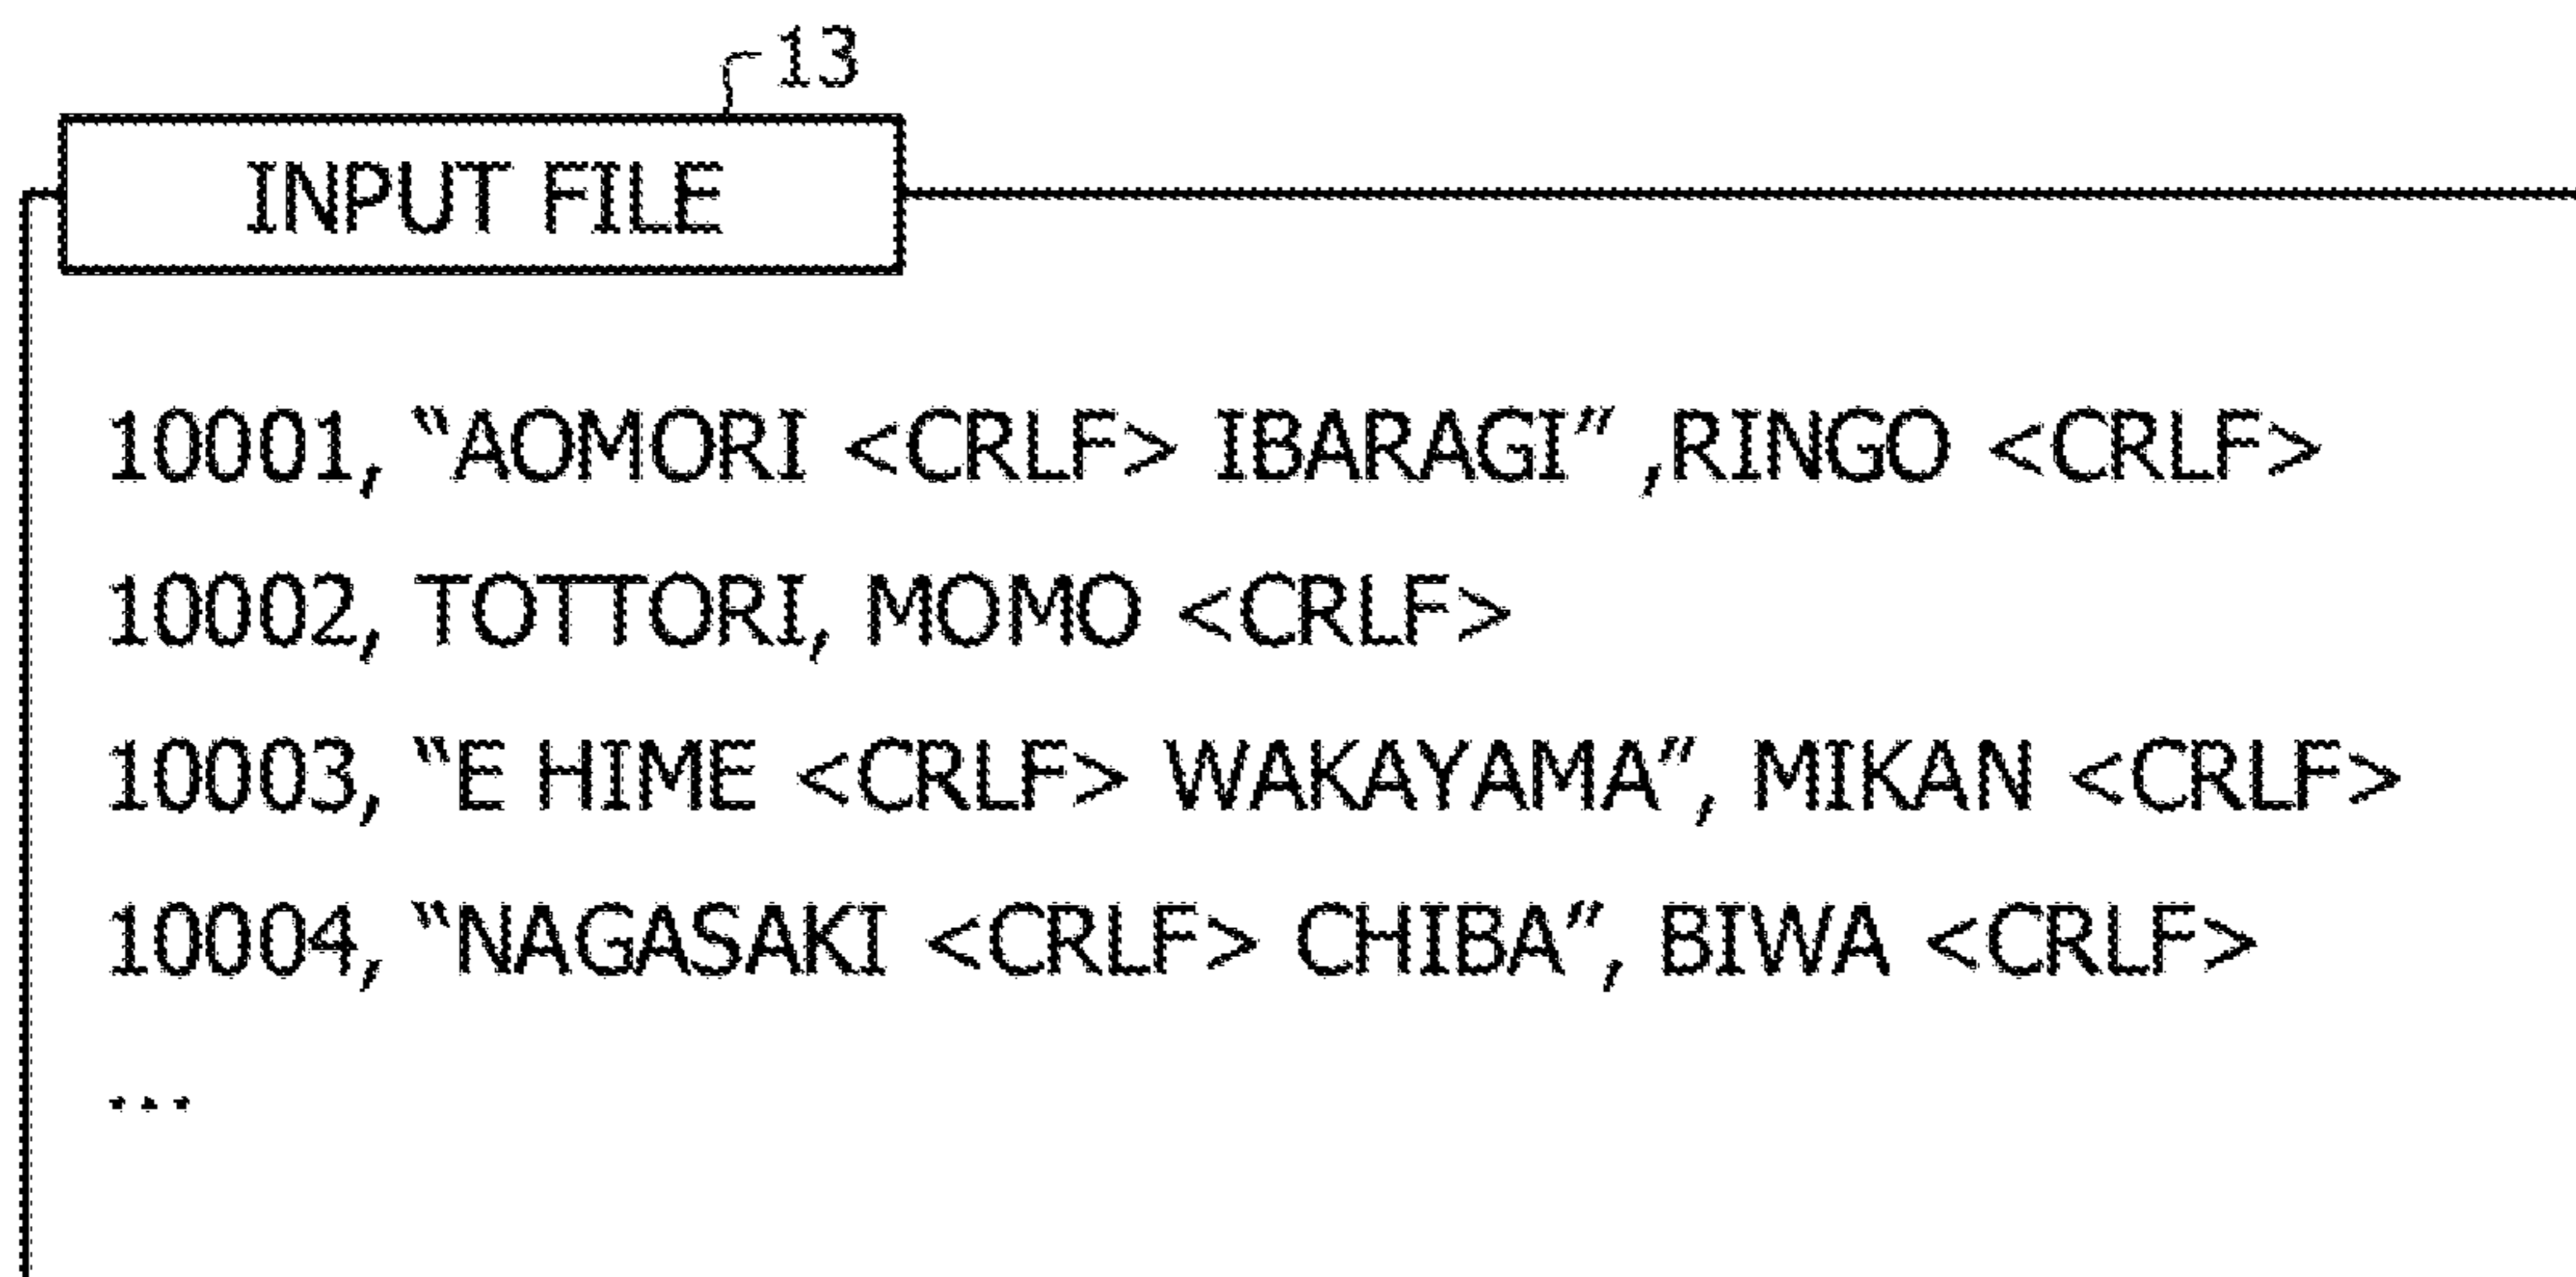 13
INPUT FILE
10001, “AOMORI <CRLF> IBARAGI” ,RINGO <CRLF>
10002, TOTTORI, MOMO <CRLF>
10003, “E HIME <CRLF> WAKAYAMA”, MIKAN <CRLF>
10004, “NAGASAKI <CRLF> CHIBA”, BIWA <CRLF>
...